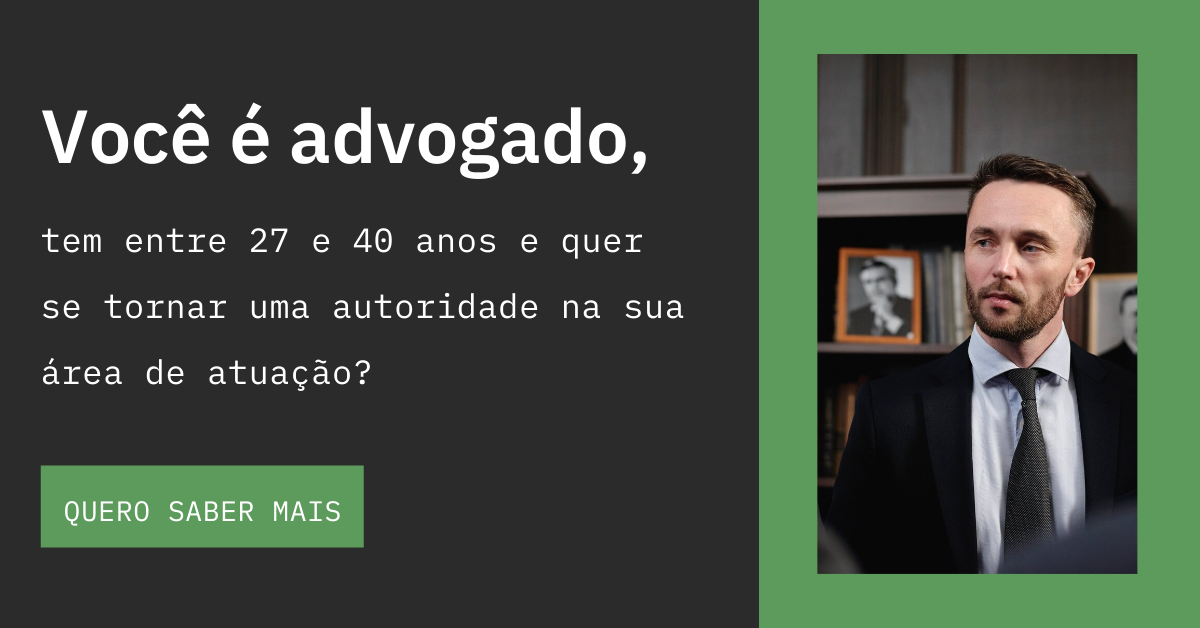 Você é advogado,
tem entre 27 e 40 anos e quer
se tornar uma autoridade na sua
área de atuação?
QUERO SABER MAIS